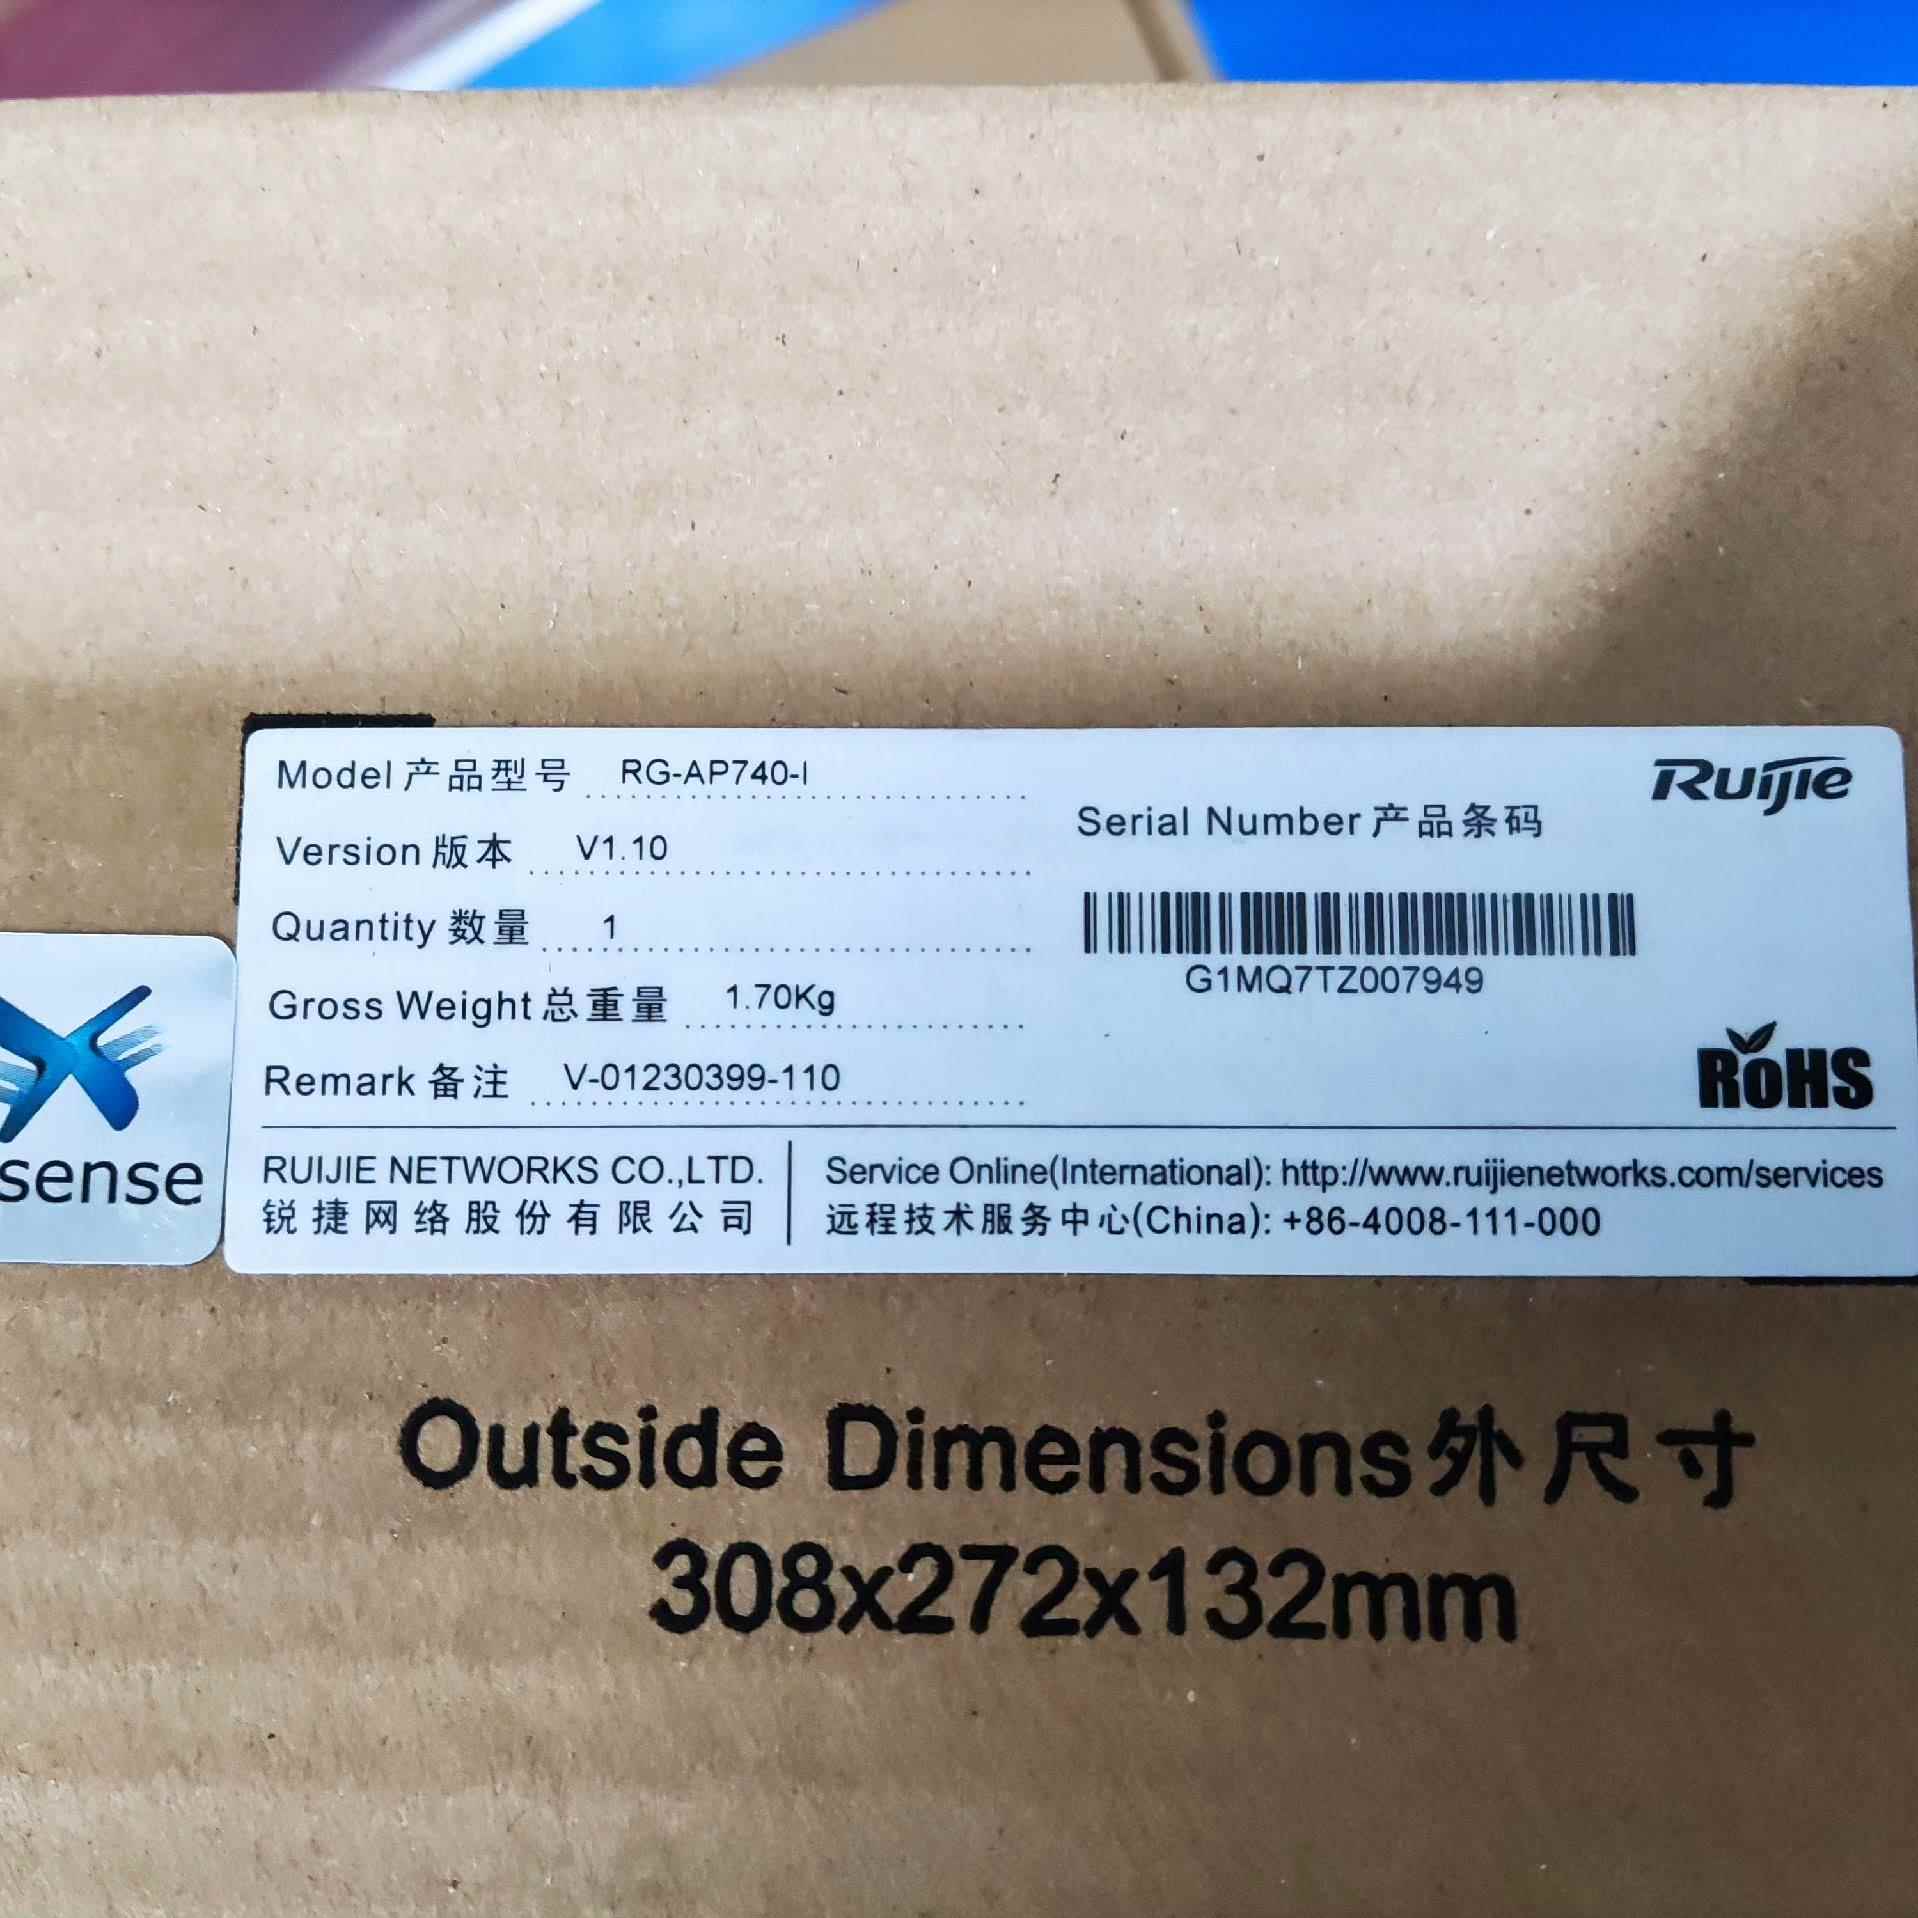 Model 产品型号 RG-AP740-I
Version 版本 V1.10
Quantity 数量 1
Gross Weight 总重量 1.70Kg
Remark 备注 V-01230399-110
Ruijie
Serial Number 产品条码
G1MQ7TZ007949
RoHS
RUIJIE NETWORKS CO.,LTD.
锐捷网络股份有限公司
Service Online(International): http://www.ruijienetworks.com/services
远程技术服务中心(China): +86-4008-111-000
sense
Outside Dimensions外尺寸
308x272x132mm